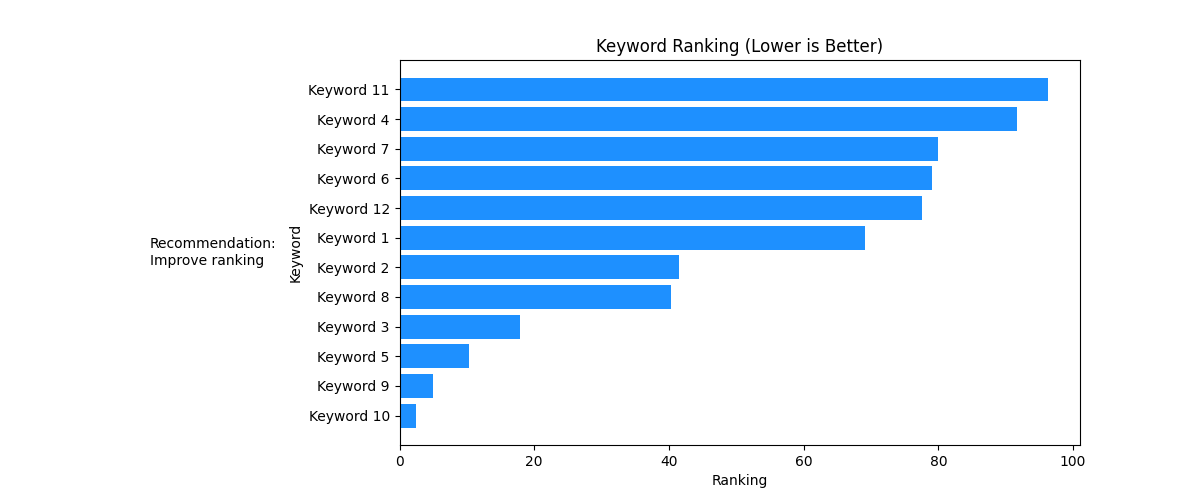 Keyword Ranking (Lower is Better)
Keyword 11
Keyword 4
Keyword 7
Keyword 6
Keyword 12
Keyword 1
Keyword 2
Keyword 8
Keyword 3
Keyword 5
Keyword 9
Keyword 10
Keyword
Recommendation:
Improve ranking
0 20 40 60 80 100
Ranking